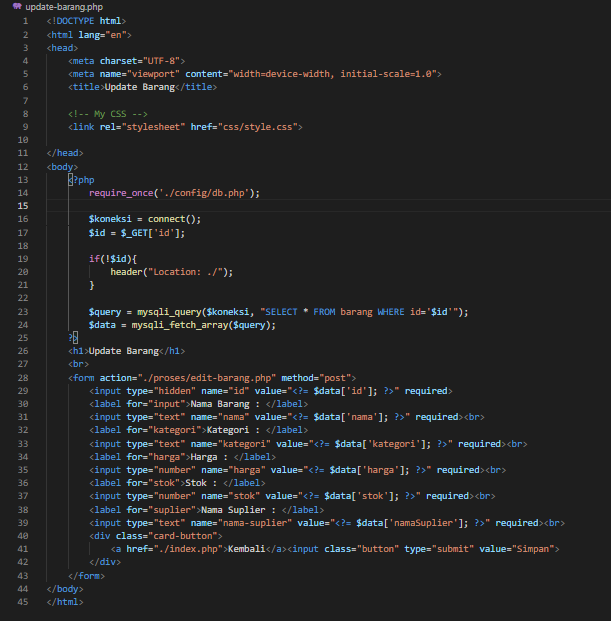 update-barang.php
1 <!DOCTYPE html>
2 <html lang="en">
3 <head>
4     <meta charset="UTF-8">
5     <meta name="viewport" content="width=device-width, initial-scale=1.0">
6     <title>Update Barang</title>
7
8     <!-- My CSS -->
9     <link rel="stylesheet" href="css/style.css">
10
11 </head>
12 <body>
13     <?php
14         require_once('./config/db.php');
15
16         $koneksi = connect();
17         $id = $_GET['id'];
18
19         if(!$id){
20             header("Location: ./");
21         }
22
23         $query = mysqli_query($koneksi, "SELECT * FROM barang WHERE id='$id'");
24         $data = mysqli_fetch_array($query);
25     ?>
26     <h1>Update Barang</h1>
27     <br>
28     <form action="./proses/edit-barang.php" method="post">
29         <input type="hidden" name="id" value="<?= $data['id']; ?>" required>
30         <label for="input">Nama Barang : </label>
31         <input type="text" name="nama" value="<?= $data['nama']; ?>" required><br>
32         <label for="kategori">Kategori : </label>
33         <input type="text" name="kategori" value="<?= $data['kategori']; ?>" required><br>
34         <label for="harga">Harga : </label>
35         <input type="number" name="harga" value="<?= $data['harga']; ?>" required><br>
36         <label for="stok">Stok : </label>
37         <input type="number" name="stok" value="<?= $data['stok']; ?>" required><br>
38         <label for="suplier">Nama Suplier : </label>
39         <input type="text" name="nama-suplier" value="<?= $data['namaSuplier']; ?>" required><br>
40         <div class="card-button">
41             <a href="./index.php">Kembali</a><input class="button" type="submit" value="Simpan">
42         </div>
43     </form>
44 </body>
45 </html>